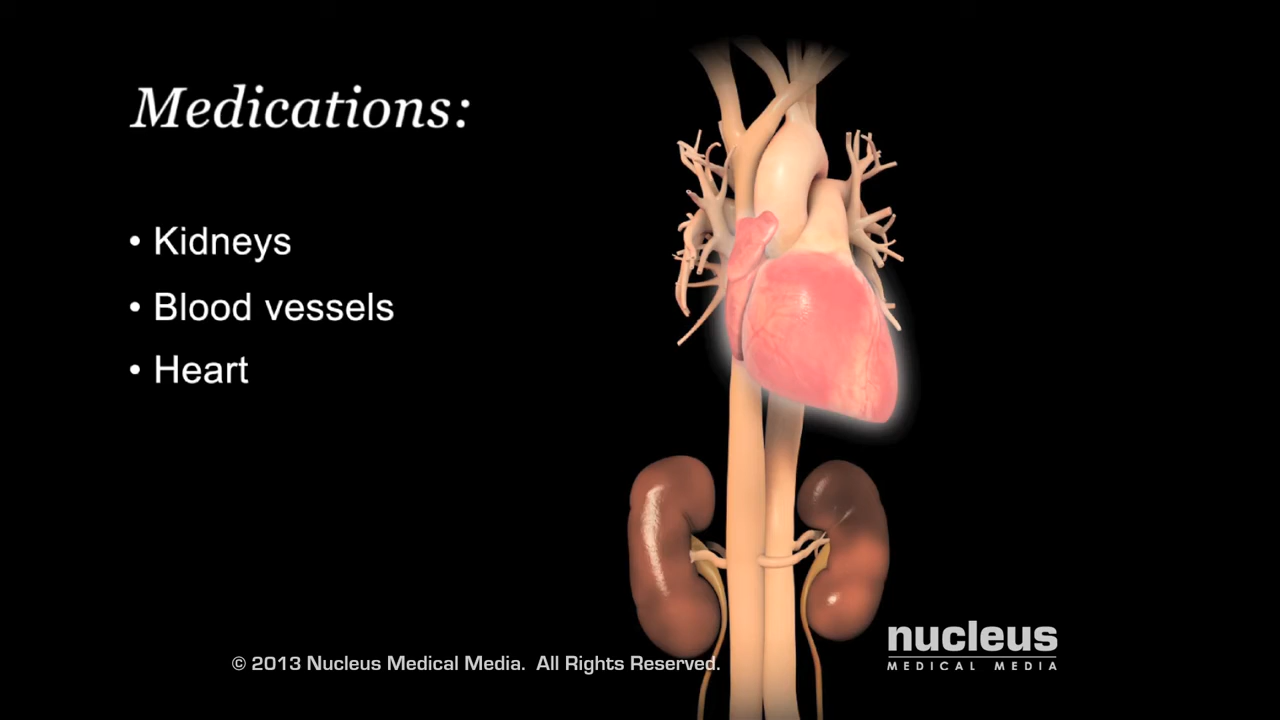 Medications:
• Kidneys
• Blood vessels
• Heart
© 2013 Nucleus Medical Media. All Rights Reserved.
nucleus
MEDICAL MEDIA